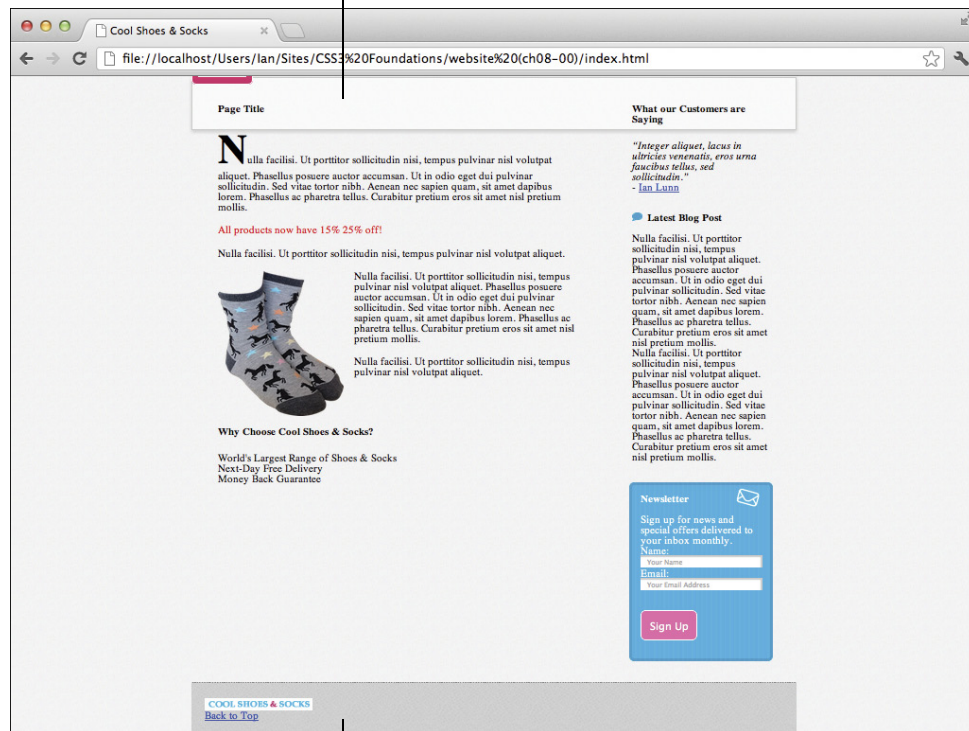 Cool Shoes & Socks
file://localhost/Users/Ian/Sites/CSS3%20Foundations/website%20(ch08-00)/index.html
Page Title
Nulla facilisi. Ut porttitor sollicitudin nisi, tempus pulvinar nisl volutpat
aliquet. Phasellus posuere auctor accumsan. Ut in odio eget dui pulvinar
sollicitudin. Sed vitae tortor nibh. Aenean nec sapien quam, sit amet dapibus
lorem. Phasellus ac pharetra tellus. Curabitur pretium eros sit amet nisl pretium
mollis.
All products now have 15% 25% off!
Nulla facilisi. Ut porttitor sollicitudin nisi, tempus pulvinar nisl volutpat aliquet.
Nulla facilisi. Ut porttitor sollicitudin nisi, tempus
pulvinar nisl volutpat aliquet. Phasellus posuere
auctor accumsan. Ut in odio eget dui pulvinar
sollicitudin. Sed vitae tortor nibh. Aenean nec
sapien quam, sit amet dapibus lorem. Phasellus ac
pharetra tellus. Curabitur pretium eros sit amet nisl
pretium mollis.
Nulla facilisi. Ut porttitor sollicitudin nisi, tempus
pulvinar nisl volutpat aliquet.
Why Choose Cool Shoes & Socks?
World's Largest Range of Shoes & Socks
Next-Day Free Delivery
Money Back Guarantee
What our Customers are
Saying
"Integer aliquet, lacus in
ultricies venenatis, eros urna
faucibus tellus, sed
sollicitudin."
- Ian Lunn
Latest Blog Post
Nulla facilisi. Ut porttitor
sollicitudin nisi, tempus
pulvinar nisl volutpat aliquet.
Phasellus posuere auctor
accumsan. Ut in odio eget dui
pulvinar sollicitudin. Sed vitae
tortor nibh. Aenean nec sapien
quam, sit amet dapibus lorem.
Phasellus ac pharetra tellus.
Curabitur pretium eros sit amet
nisl pretium mollis.
Nulla facilisi. Ut porttitor
sollicitudin nisi, tempus
pulvinar nisl volutpat aliquet.
Phasellus posuere auctor
accumsan. Ut in odio eget dui
pulvinar sollicitudin. Sed vitae
tortor nibh. Aenean nec sapien
quam, sit amet dapibus lorem.
Phasellus ac pharetra tellus.
Curabitur pretium eros sit amet
nisl pretium mollis.
Newsletter
Sign up for news and
special offers delivered to
your inbox monthly.
Name:
Your Name
Email:
Your Email Address
Sign Up
COOL SHOES & SOCKS
Back to Top